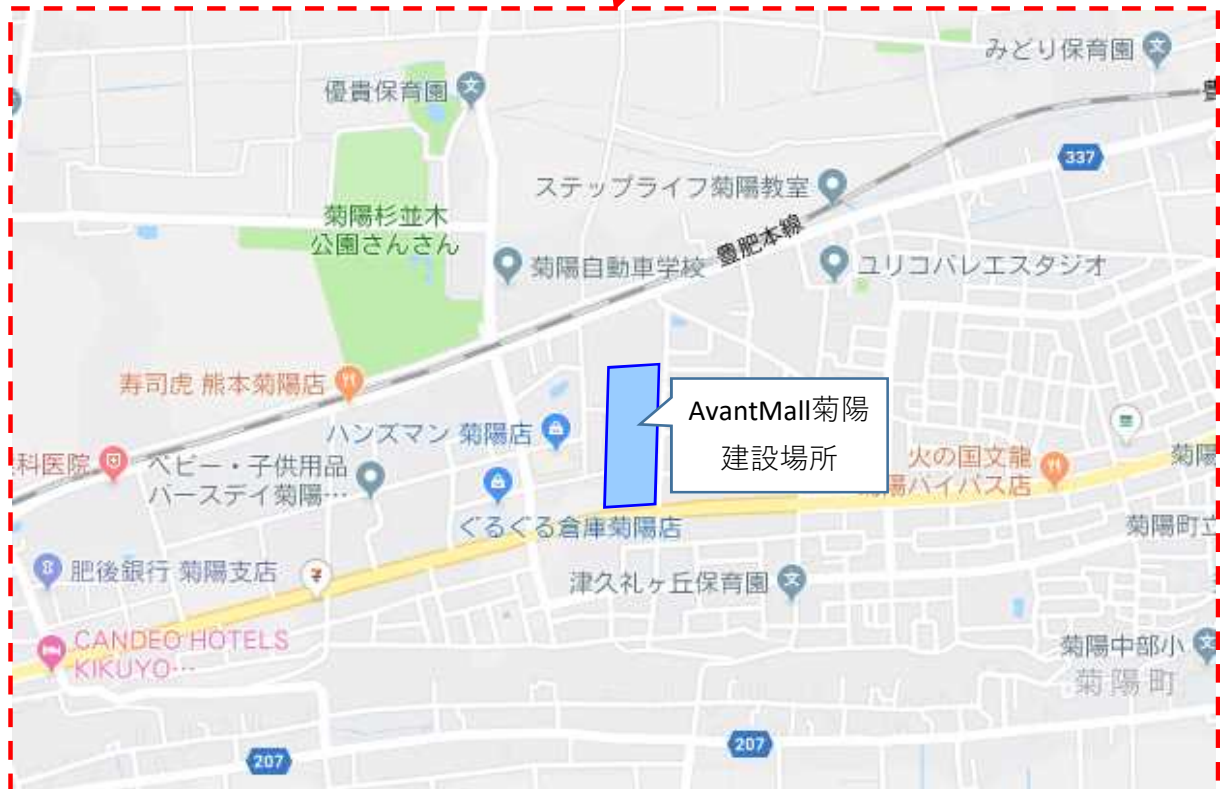 みどり保育園
優貴保育園
豊
337
ステップライフ菊陽教室
菊陽杉並木
公園さんさん
豊肥本線
菊陽自動車学校
ユリコバレエスタジオ
寿司虎 熊本菊陽店
AvantMall菊陽
建設場所
ハンズマン 菊陽店
科医院
ベビー・子供用品
バースデイ菊陽…
火の国文龍
菊陽バイパス店
菊陽
ぐるぐる倉庫菊陽店
菊陽町立
肥後銀行 菊陽支店
津久礼ヶ丘保育園
CANDEO HOTELS
KIKUYO…
菊陽中部小
菊陽町
207
207